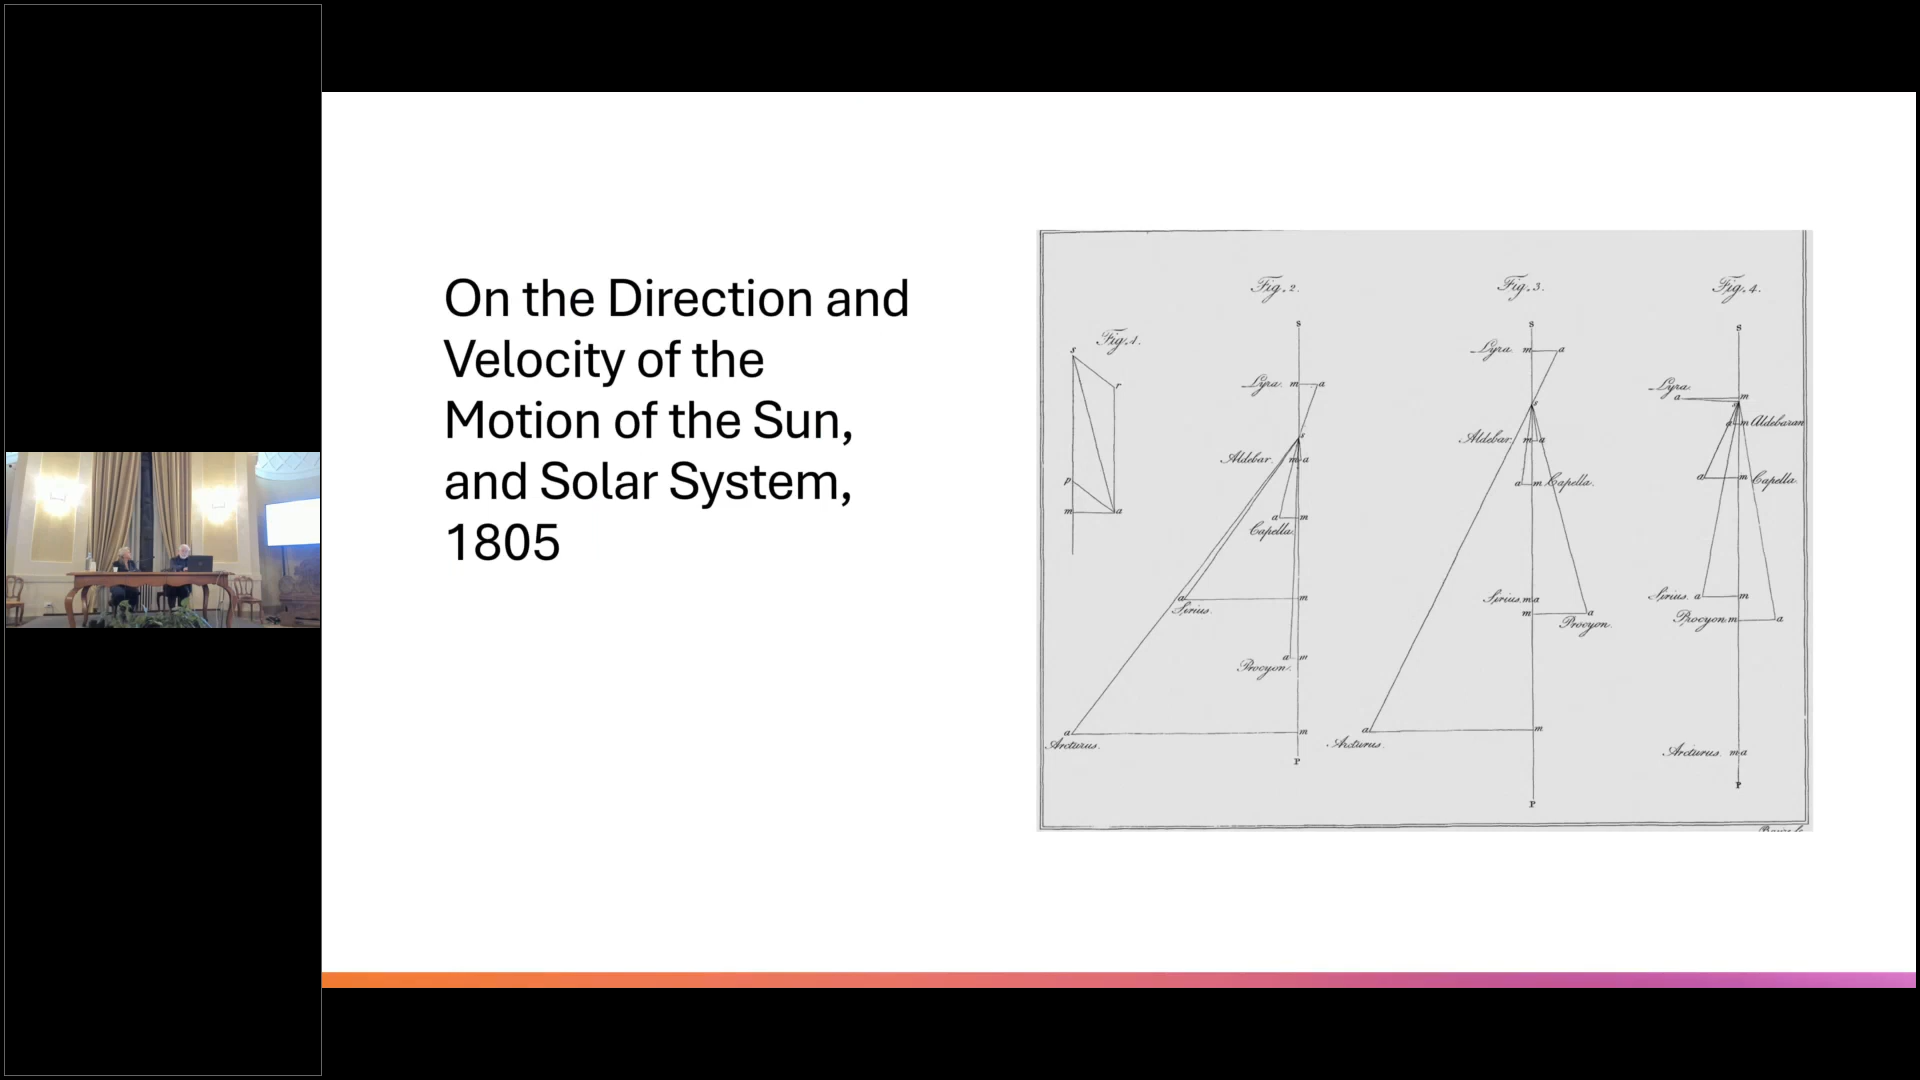 On the Direction and
Velocity of the
Motion of the Sun,
and Solar System,
1805
Fig. 1.
s
r
p
m a
Fig. 2.
S
Lyra. m a
s
Aldebar. m a
a m
Capella.
a m
Sirius.
a m
Procyon.
a m
Arcturus.
P
Fig. 3.
S
Lyra. m a
s
Aldebar. m a
a m Capella.
Sirius. m a
m a
Procyon.
a m
Arcturus.
P
Fig. 4.
S
Lyra.
a m
s
a m Aldebaran
a m Capella.
Sirius. a m
Procyon m a
Arcturus. m a
P